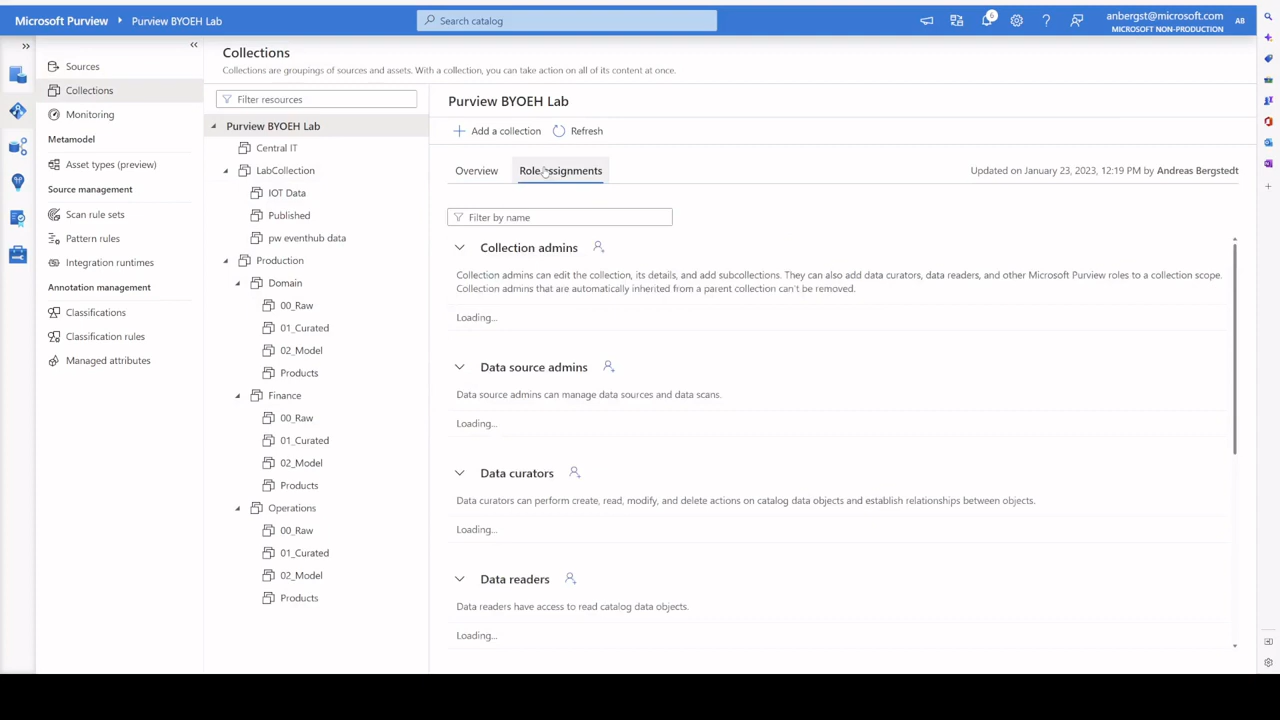 Microsoft Purview
Purview BYOEH Lab
Search catalog
6
anbergst@microsoft.com
MICROSOFT NON-PRODUCTION
AB
Sources
Collections
Monitoring
Metamodel
Asset types (preview)
Source management
Scan rule sets
Pattern rules
Integration runtimes
Annotation management
Classifications
Classification rules
Managed attributes
Collections
Collections are groupings of sources and assets. With a collection, you can take action on all of its content at once.
Filter resources
Purview BYOEH Lab
Central IT
LabCollection
IOT Data
Published
pw eventhub data
Production
Domain
00_Raw
01_Curated
02_Model
Products
Finance
00_Raw
01_Curated
02_Model
Products
Operations
00_Raw
01_Curated
02_Model
Products
Purview BYOEH Lab
Add a collection
Refresh
Overview
Role assignments
Updated on January 23, 2023, 12:19 PM by Andreas Bergstedt
Filter by name
Collection admins
Collection admins can edit the collection, its details, and add subcollections. They can also add data curators, data readers, and other Microsoft Purview roles to a collection scope.
Collection admins that are automatically inherited from a parent collection can't be removed.
Loading...
Data source admins
Data source admins can manage data sources and data scans.
Loading...
Data curators
Data curators can perform create, read, modify, and delete actions on catalog data objects and establish relationships between objects.
Loading...
Data readers
Data readers have access to read catalog data objects.
Loading...